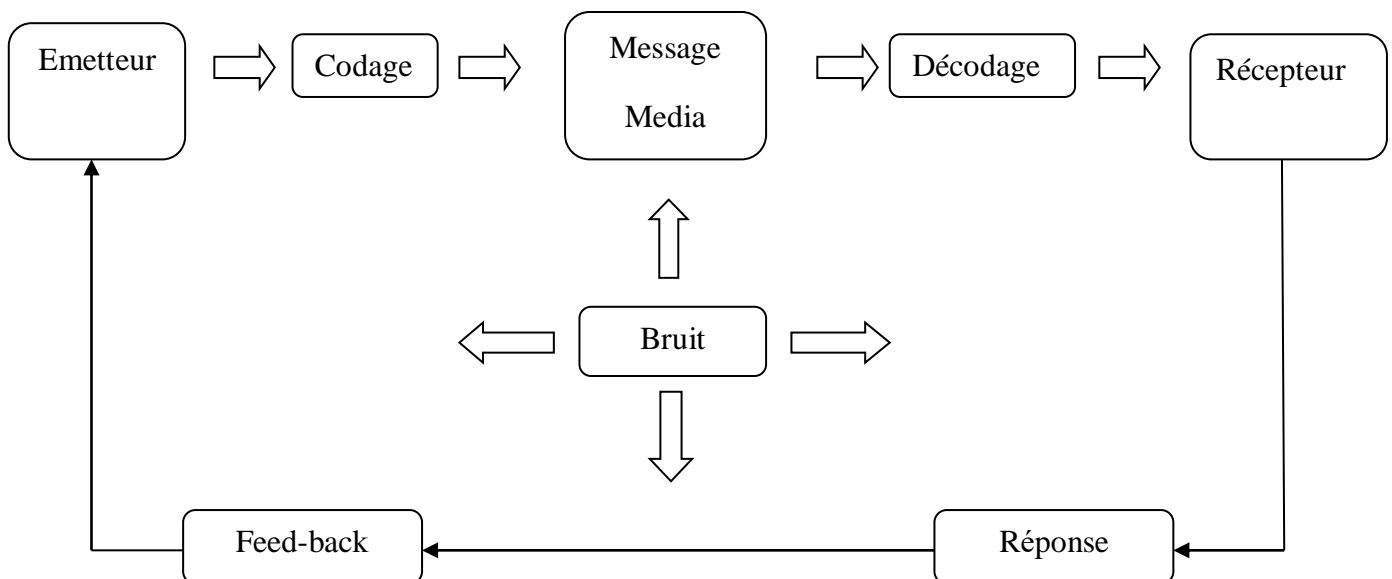 Emetteur
Codage
Message
Media
Décodage
Récepteur
Bruit
Feed-back
Réponse